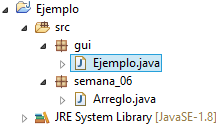 Ejemplo
src
gui
Ejemplo.java
semana_06
Arreglo.java
JRE System Library [JavaSE-1.8]